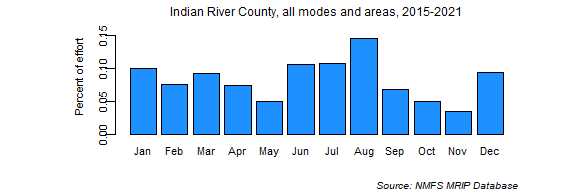 Indian River County, all modes and areas, 2015-2021
Percent of effort
0.15
0.10
0.05
0.00
Jan Feb Mar Apr May Jun Jul Aug Sep Oct Nov Dec
Source: NMFS MRIP Database